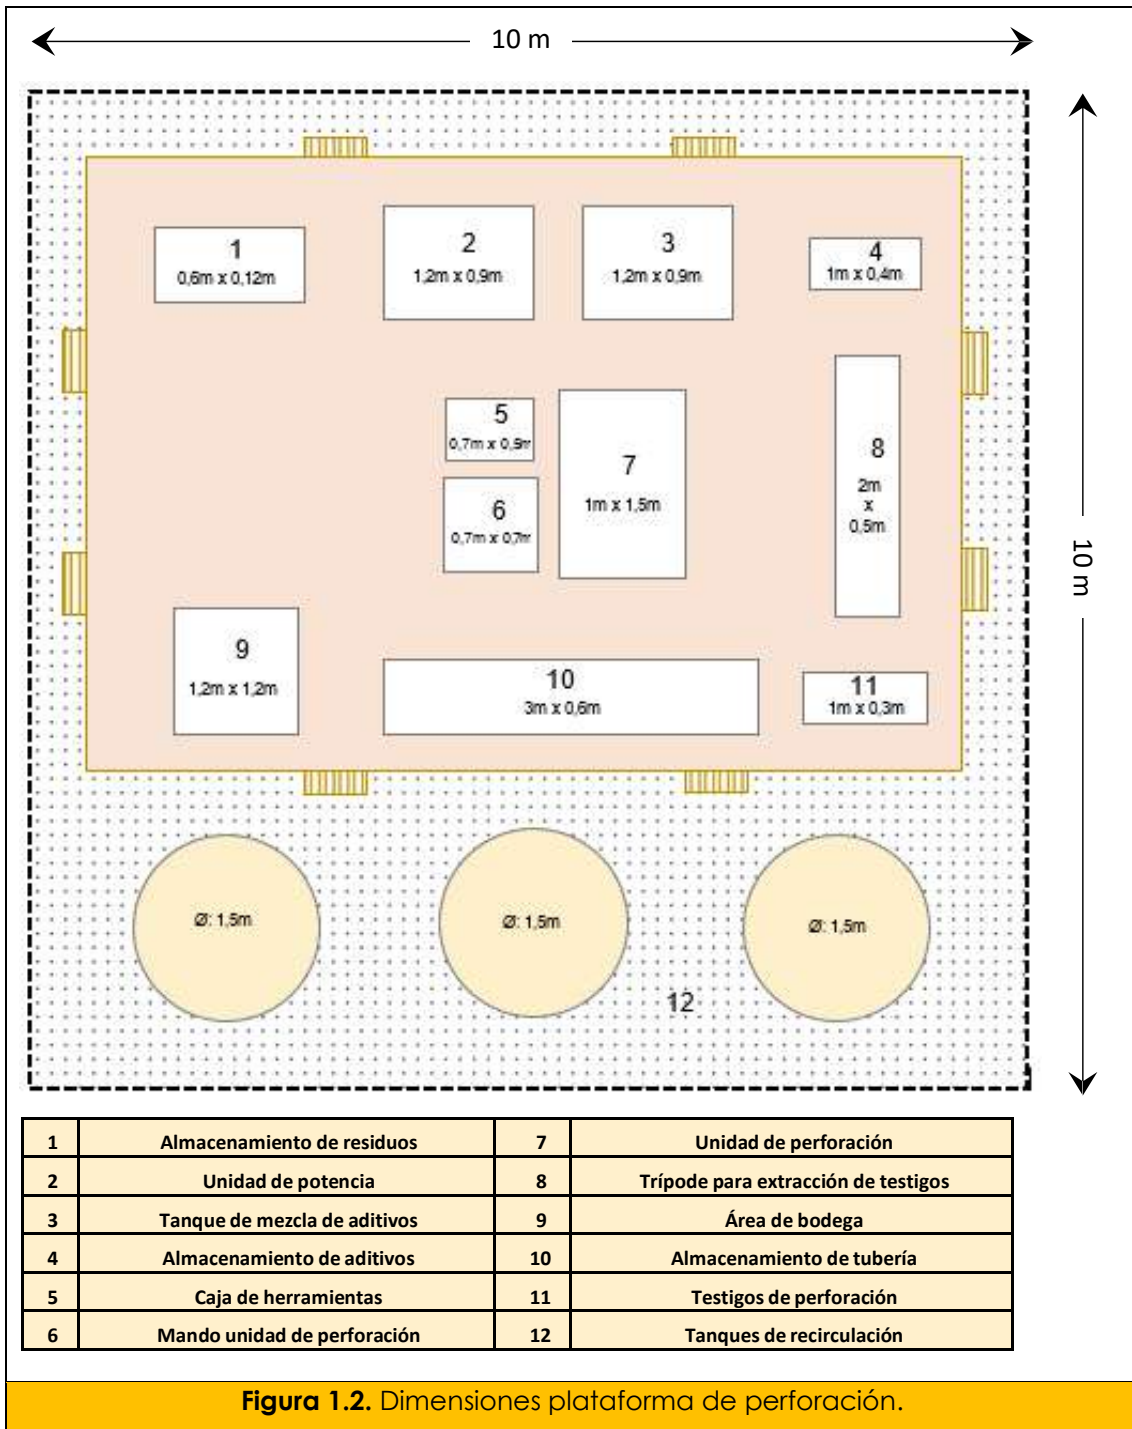 10 m
1
0,6m x 0,12m
2
1,2m x 0,9m
3
1,2m x 0,9m
4
1m x 0,4m
5
0,7m x 0,5m
6
0,7m x 0,7m
7
1m x 1,5m
8
2m
x
0,5m
10 m
9
1,2m x 1,2m
10
3m x 0,6m
11
1m x 0,3m
Ø: 1,5m
Ø: 1,5m
Ø: 1,5m
12
1 Almacenamiento de residuos 7 Unidad de perforación
2 Unidad de potencia 8 Trípode para extracción de testigos
3 Tanque de mezcla de aditivos 9 Área de bodega
4 Almacenamiento de aditivos 10 Almacenamiento de tubería
5 Caja de herramientas 11 Testigos de perforación
6 Mando unidad de perforación 12 Tanques de recirculación
Figura 1.2. Dimensiones plataforma de perforación.